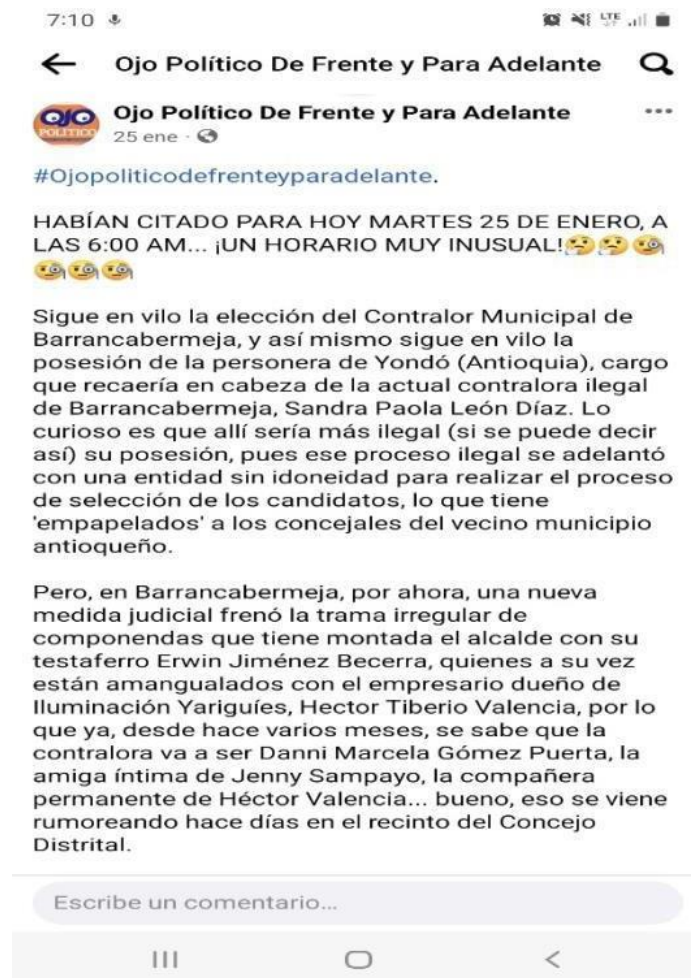 7:10
LTE
Ojo Político De Frente y Para Adelante
OJO
POLITICO
Ojo Político De Frente y Para Adelante
25 ene ·
#Ojopoliticodefrenteyparadelante.
HABÍAN CITADO PARA HOY MARTES 25 DE ENERO, A
LAS 6:00 AM... ¡UN HORARIO MUY INUSUAL!🤔🤔🧐
🧐🧐🧐
Sigue en vilo la elección del Contralor Municipal de
Barrancabermeja, y así mismo sigue en vilo la
posesión de la personera de Yondó (Antioquia), cargo
que recaería en cabeza de la actual contralora ilegal
de Barrancabermeja, Sandra Paola León Díaz. Lo
curioso es que allí sería más ilegal (si se puede decir
así) su posesión, pues ese proceso ilegal se adelantó
con una entidad sin idoneidad para realizar el proceso
de selección de los candidatos, lo que tiene
'empapelados' a los concejales del vecino municipio
antioqueño.
Pero, en Barrancabermeja, por ahora, una nueva
medida judicial frenó la trama irregular de
componendas que tiene montada el alcalde con su
testaferro Erwin Jiménez Becerra, quienes a su vez
están amangualados con el empresario dueño de
Iluminación Yariguíes, Hector Tiberio Valencia, por lo
que ya, desde hace varios meses, se sabe que la
contralora va a ser Danni Marcela Gómez Puerta, la
amiga íntima de Jenny Sampayo, la compañera
permanente de Héctor Valencia... bueno, eso se viene
rumoreando hace días en el recinto del Concejo
Distrital.
Escribe un comentario...